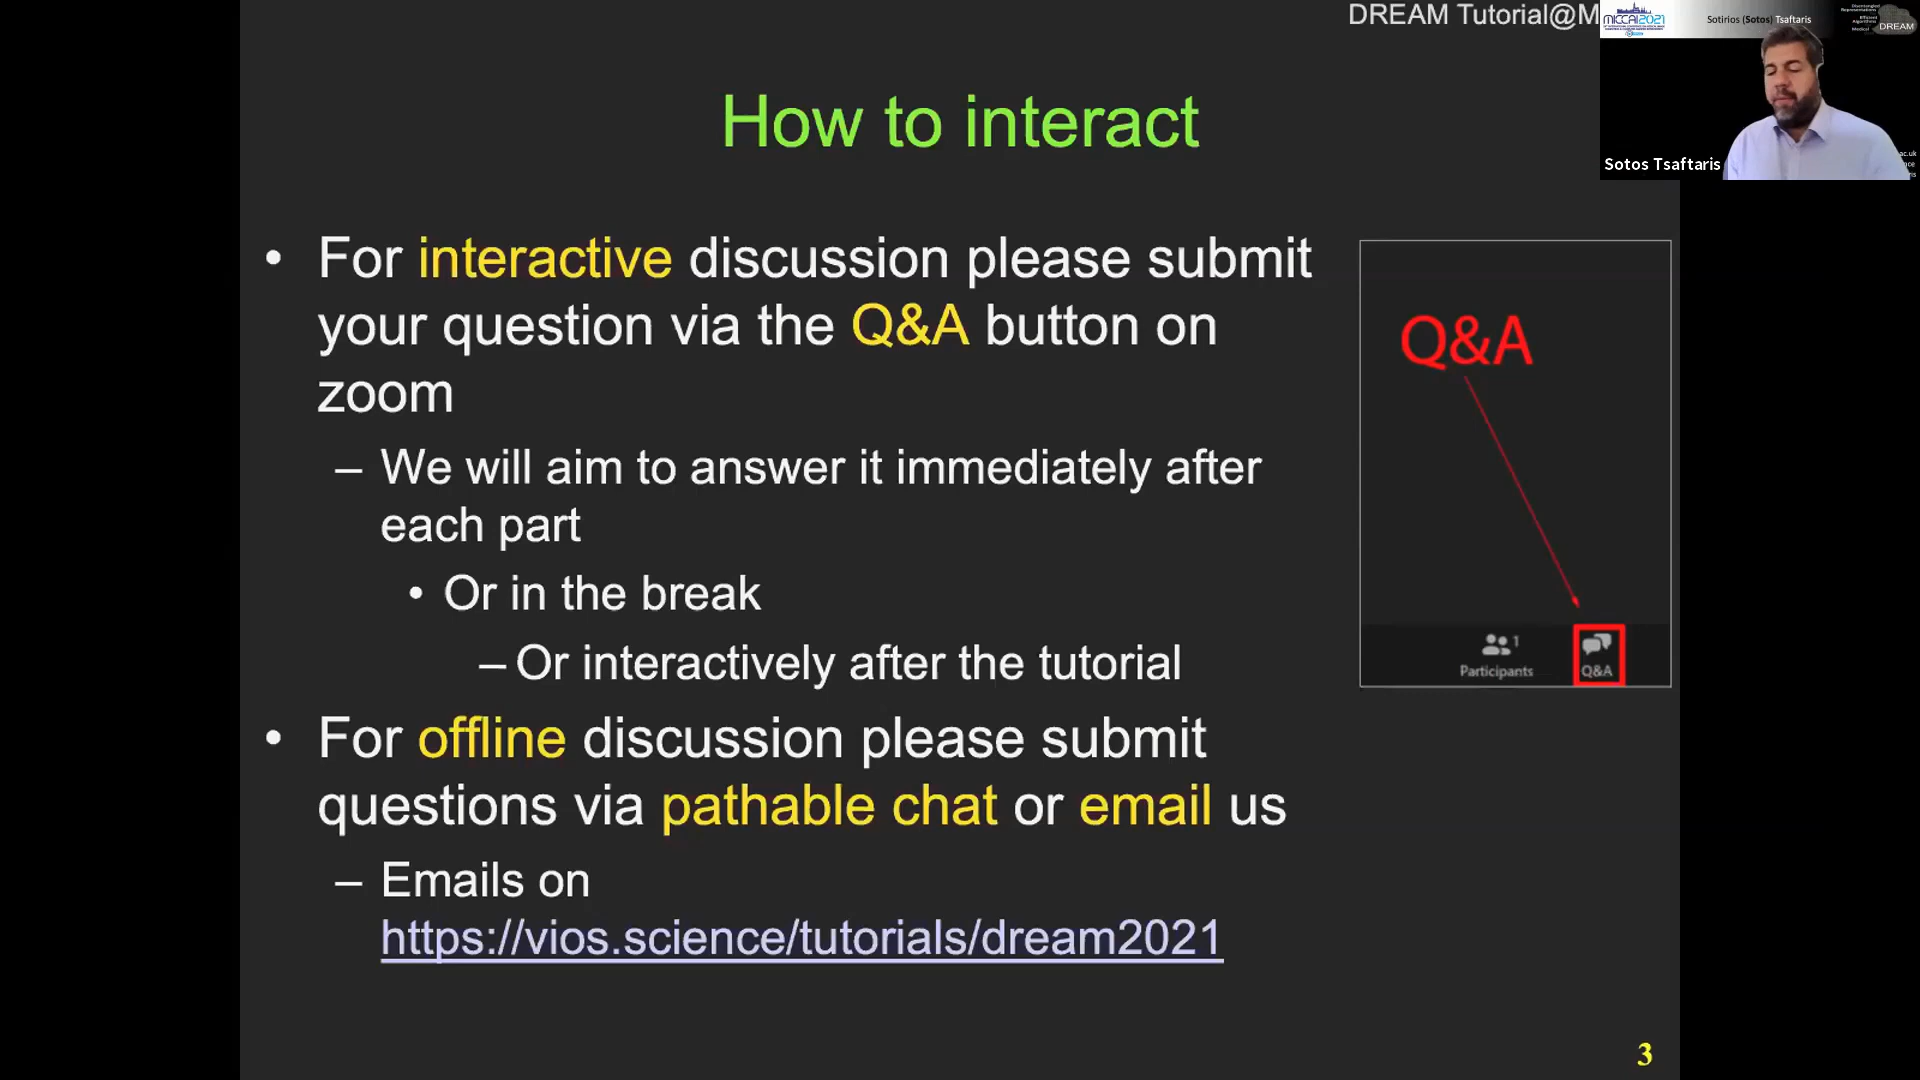 DREAM Tutorial@M
MICCAI2021
Sotirios (Sotos) Tsaftaris
DREAM
Sotos Tsaftaris
How to interact
• For interactive discussion please submit
your question via the Q&A button on
zoom
– We will aim to answer it immediately after
each part
• Or in the break
– Or interactively after the tutorial
• For offline discussion please submit
questions via pathable chat or email us
– Emails on
https://vios.science/tutorials/dream2021
Q&A
1
Participants
Q&A
3